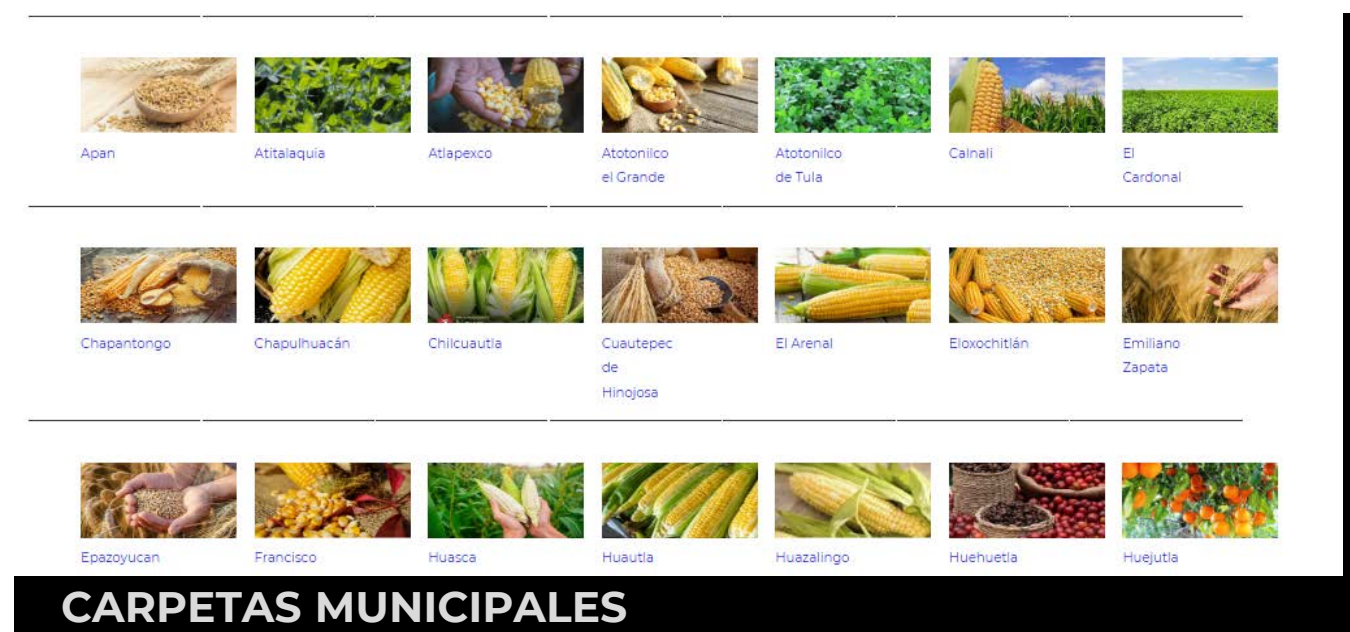 Apan Atitalaquia Atlapexco Atotonilco Atotonilco Calnali El
el Grande de Tula Cardonal
Chapantongo Chapulhuacán Chilcuautla Cuautepec El Arenal Eloxochitlán Emiliano
de Zapata
Hinojosa
Epazoyucan Francisco Huasca Huautla Huazalingo Huehuetla Huejutla
CARPETAS MUNICIPALES